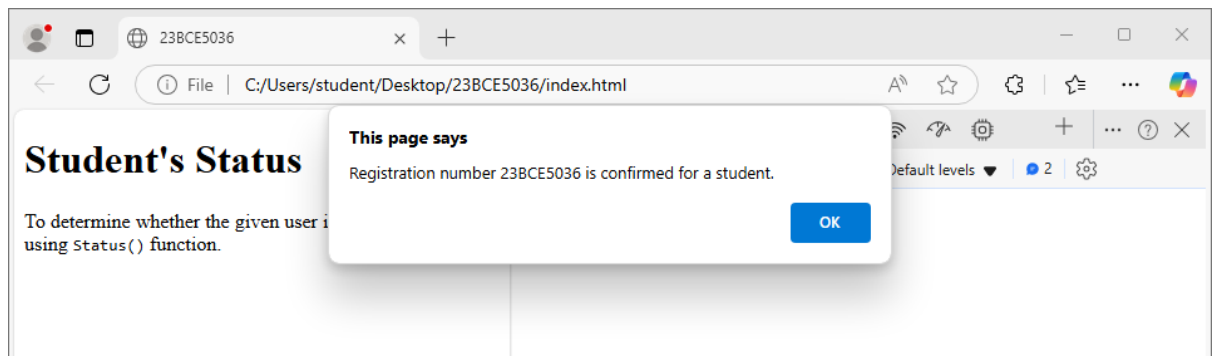 23BCE5036
File | C:/Users/student/Desktop/23BCE5036/index.html
This page says
Registration number 23BCE5036 is confirmed for a student.
OK
Default levels
2
Student's Status
To determine whether the given user
using Status() function.